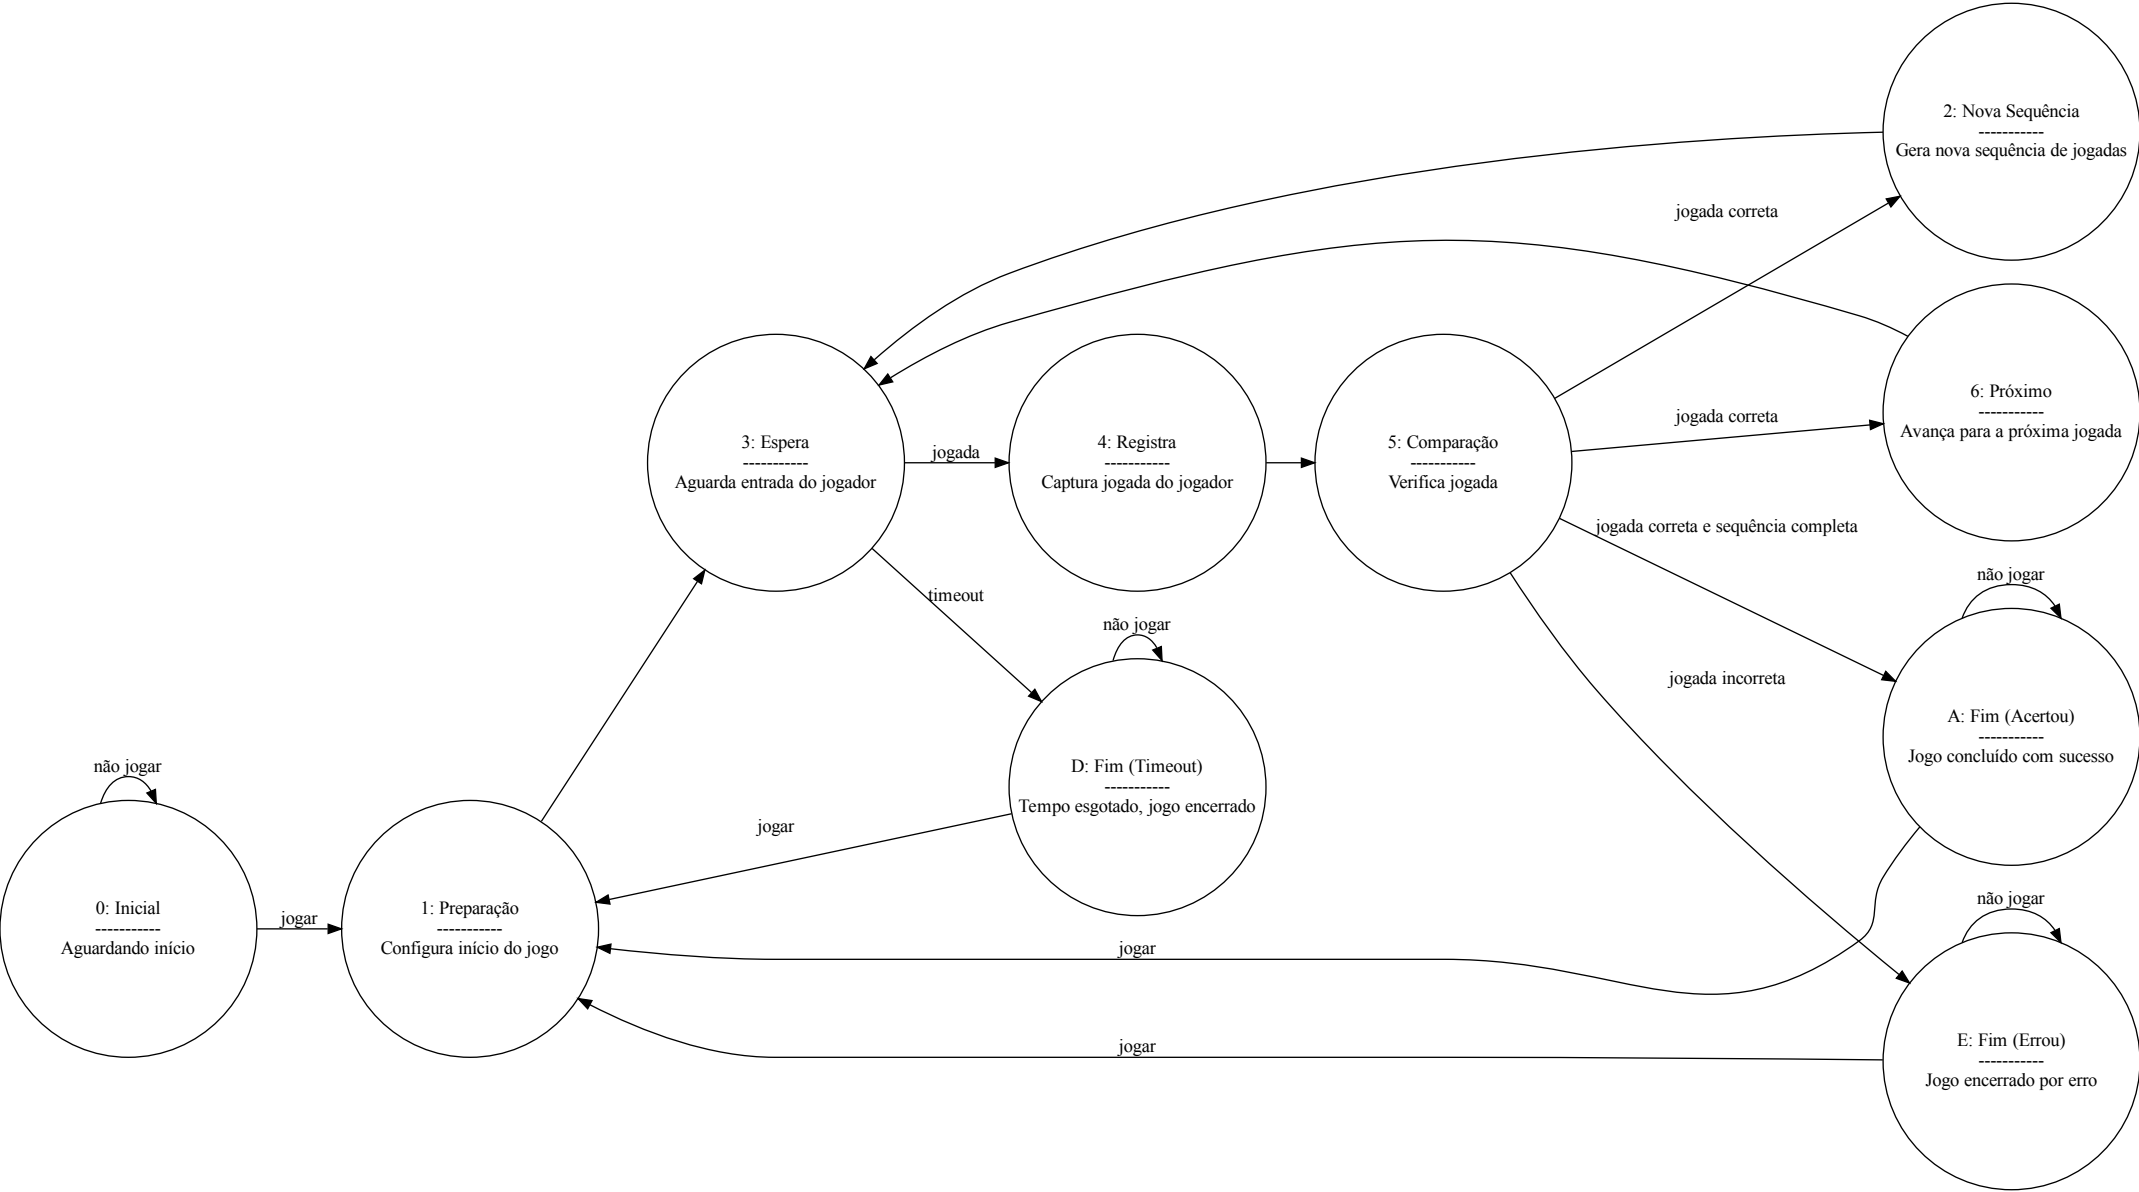 2: Nova Sequência
-----------
Gera nova sequência de jogadas
jogada correta
6: Próximo
-----------
Avança para a próxima jogada
jogada correta
3: Espera
-----------
Aguarda entrada do jogador
jogada
4: Registra
-----------
Captura jogada do jogador
5: Comparação
-----------
Verifica jogada
jogada correta e sequência completa
timeout
não jogar
não jogar
jogada incorreta
A: Fim (Acertou)
-----------
Jogo concluído com sucesso
D: Fim (Timeout)
-----------
Tempo esgotado, jogo encerrado
não jogar
jogar
0: Inicial
-----------
Aguardando início
jogar
1: Preparação
-----------
Configura início do jogo
jogar
não jogar
jogar
E: Fim (Errou)
-----------
Jogo encerrado por erro